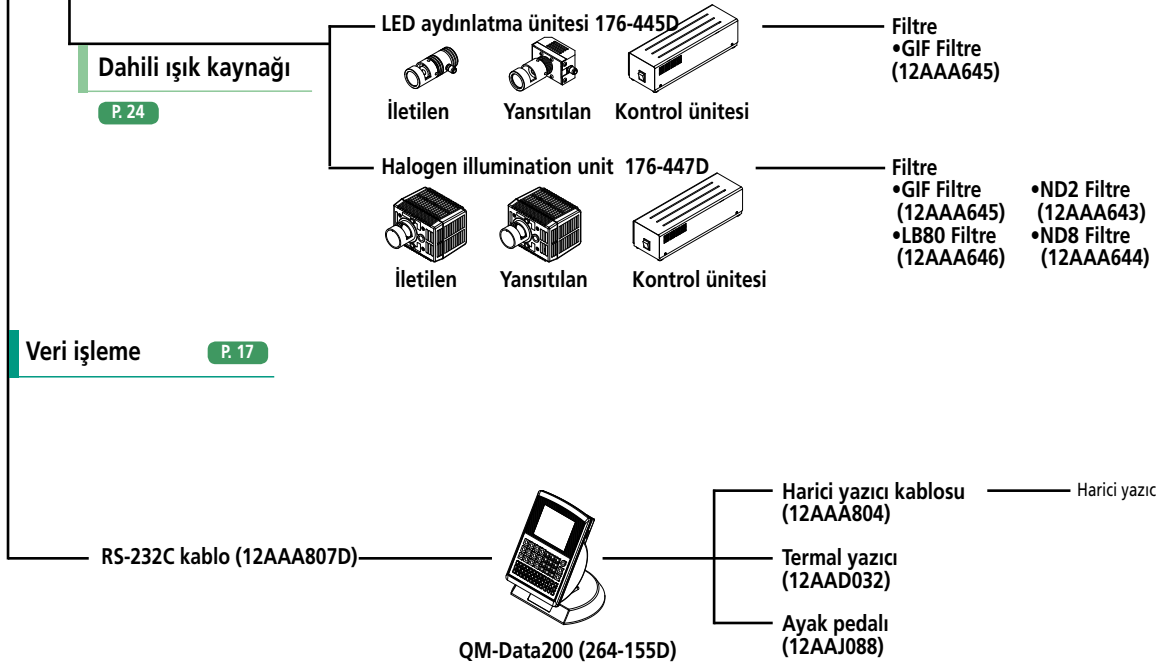 LED aydınlatma ünitesi 176-445D
Filtre
•GIF Filtre
(12AAA645)
Dahili ışık kaynağı
P. 24
İletilen
Yansıtılan
Kontrol ünitesi
Halogen illumination unit 176-447D
Filtre
•GIF Filtre
(12AAA645)
•LB80 Filtre
(12AAA646)
•ND2 Filtre
(12AAA643)
•ND8 Filtre
(12AAA644)
İletilen
Yansıtılan
Kontrol ünitesi
Veri işleme
P. 17
RS-232C kablo (12AAA807D)
QM-Data200 (264-155D)
Harici yazıcı kablosu
(12AAA804)
Harici yazıc
Termal yazıcı
(12AAD032)
Ayak pedalı
(12AAJ088)